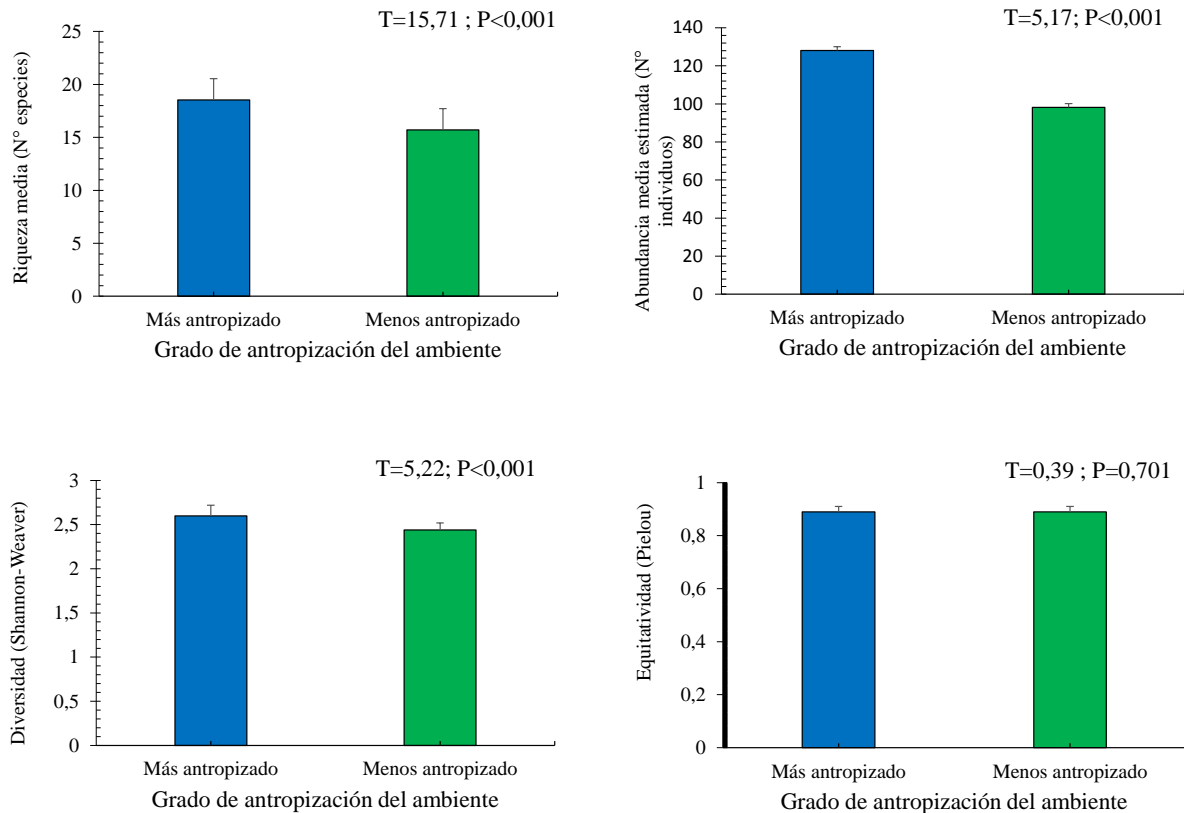 T=15,71 ; P<0,001
Riqueza media (N° especies)
25
20
15
10
5
0
Más antropizado
Menos antropizado
Grado de antropización del ambiente
T=5,17; P<0,001
Abundancia media estimada (N°
individuos)
140
120
100
80
60
40
20
0
Más antropizado
Menos antropizado
Grado de antropización del ambiente
T=5,22; P<0,001
Diversidad (Shannon-Weaver)
3
2,5
2
1,5
1
0,5
0
Más antropizado
Menos antropizado
Grado de antropización del ambiente
T=0,39 ; P=0,701
Equitatividad (Pielou)
1
0,8
0,6
0,4
0,2
0
Más antropizado
Menos antropizado
Grado de antropización del ambiente